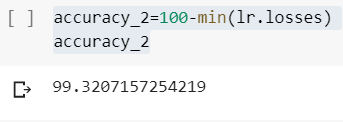 [ ] accuracy_2=100-min(lr.losses)
accuracy_2
99.3207157254219